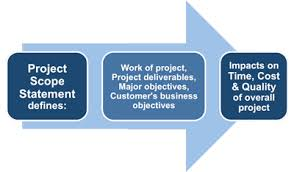 Project
Scope
Statement
defines:
Work of project,
Project deliverables,
Major objectives,
Customer's business
objectives
Impacts on
Time, Cost
& Quality
of overall
project